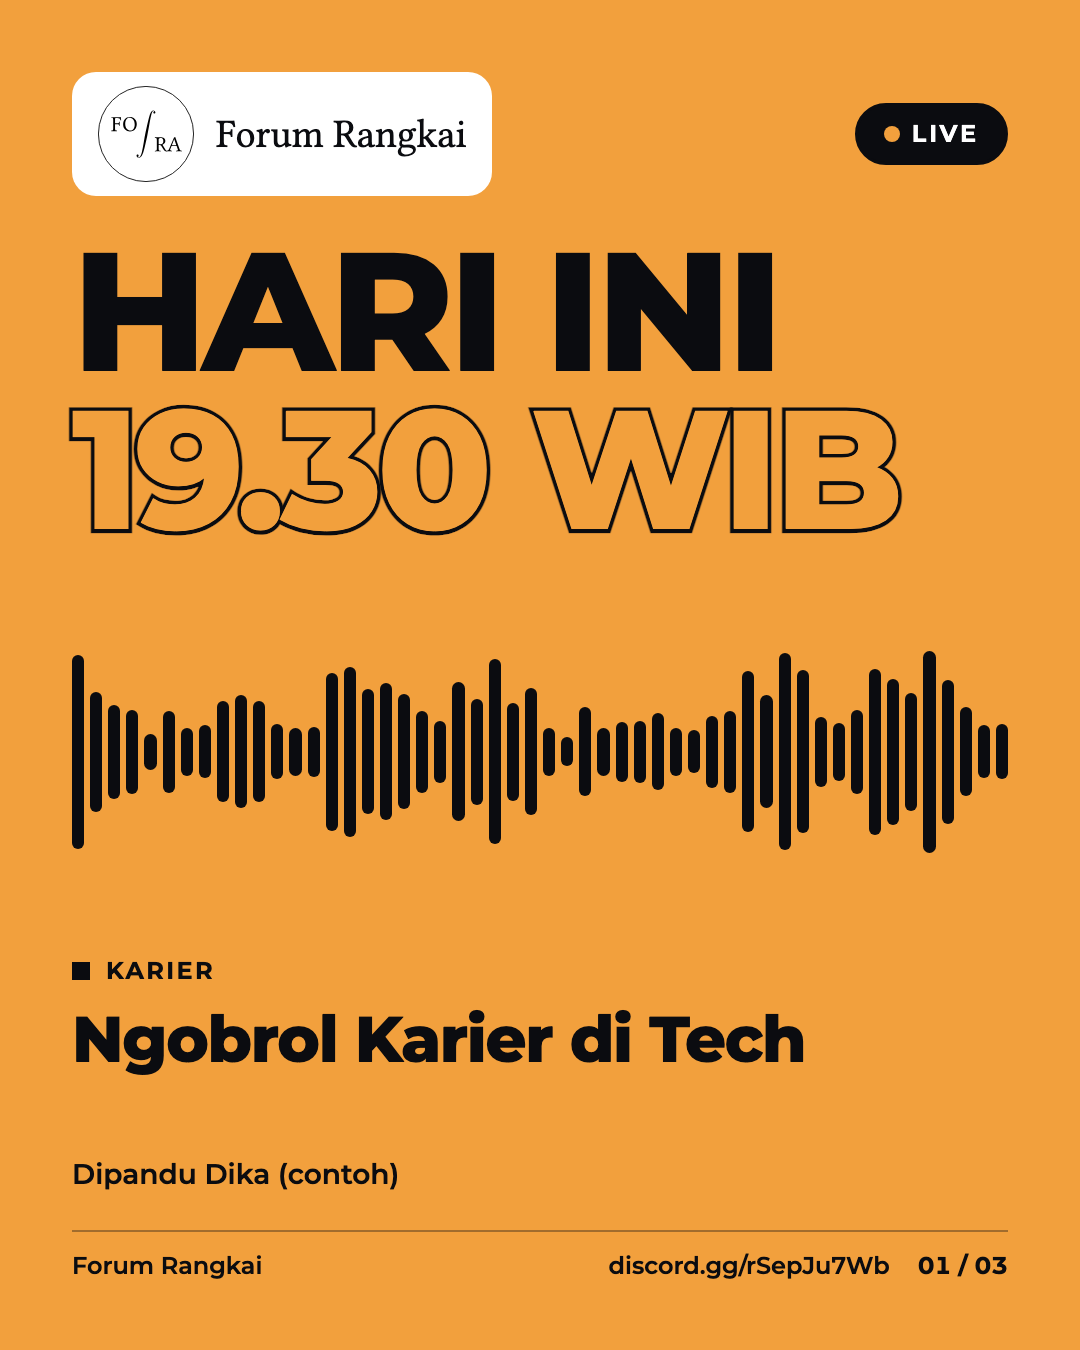 FO
RA
Forum Rangkai
LIVE
HARI INI
19.30 WIB
KARIER
Ngobrol Karier di Tech
Dipandu Dika (contoh)
Forum Rangkai
discord.gg/rSepJu7Wb
01 / 03